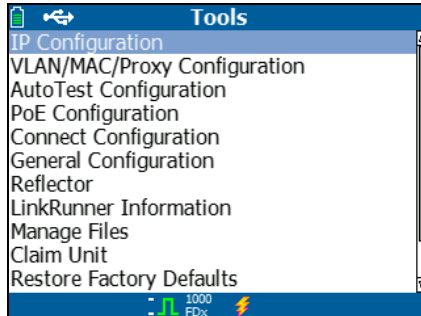 Tools
IP Configuration
VLAN/MAC/Proxy Configuration
AutoTest Configuration
PoE Configuration
Connect Configuration
General Configuration
Reflector
LinkRunner Information
Manage Files
Claim Unit
Restore Factory Defaults
1000
FDx